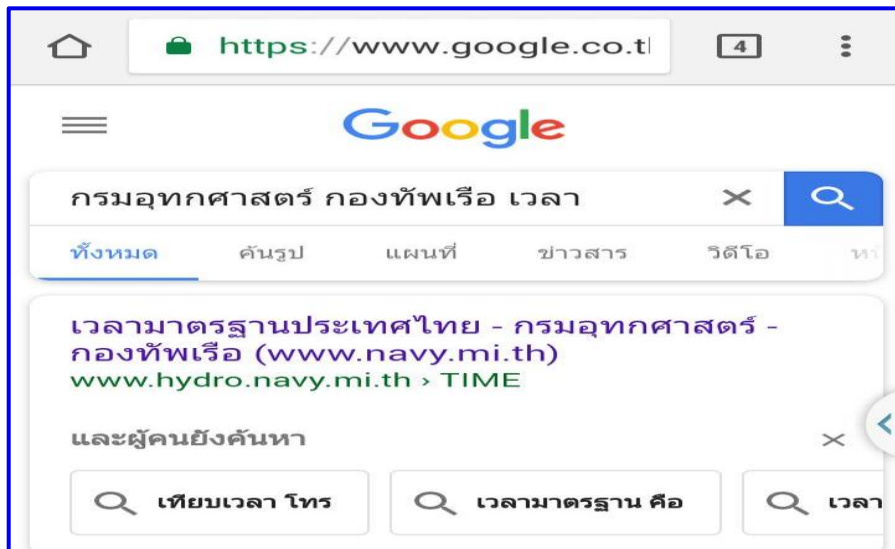 https://www.google.co.t
4
Google
กรมอุทกศาสตร์ กองทัพเรือ เวลา
ทั้งหมด ค้นรูป แผนที่ ข่าวสาร วิดีโอ
เวลามาตรฐานประเทศไทย - กรมอุทกศาสตร์ -
กองทัพเรือ (www.navy.mi.th)
www.hydro.navy.mi.th › TIME
และผู้คนยังค้นหา
เทียบเวลา โทร เวลามาตรฐาน คือ เวลา